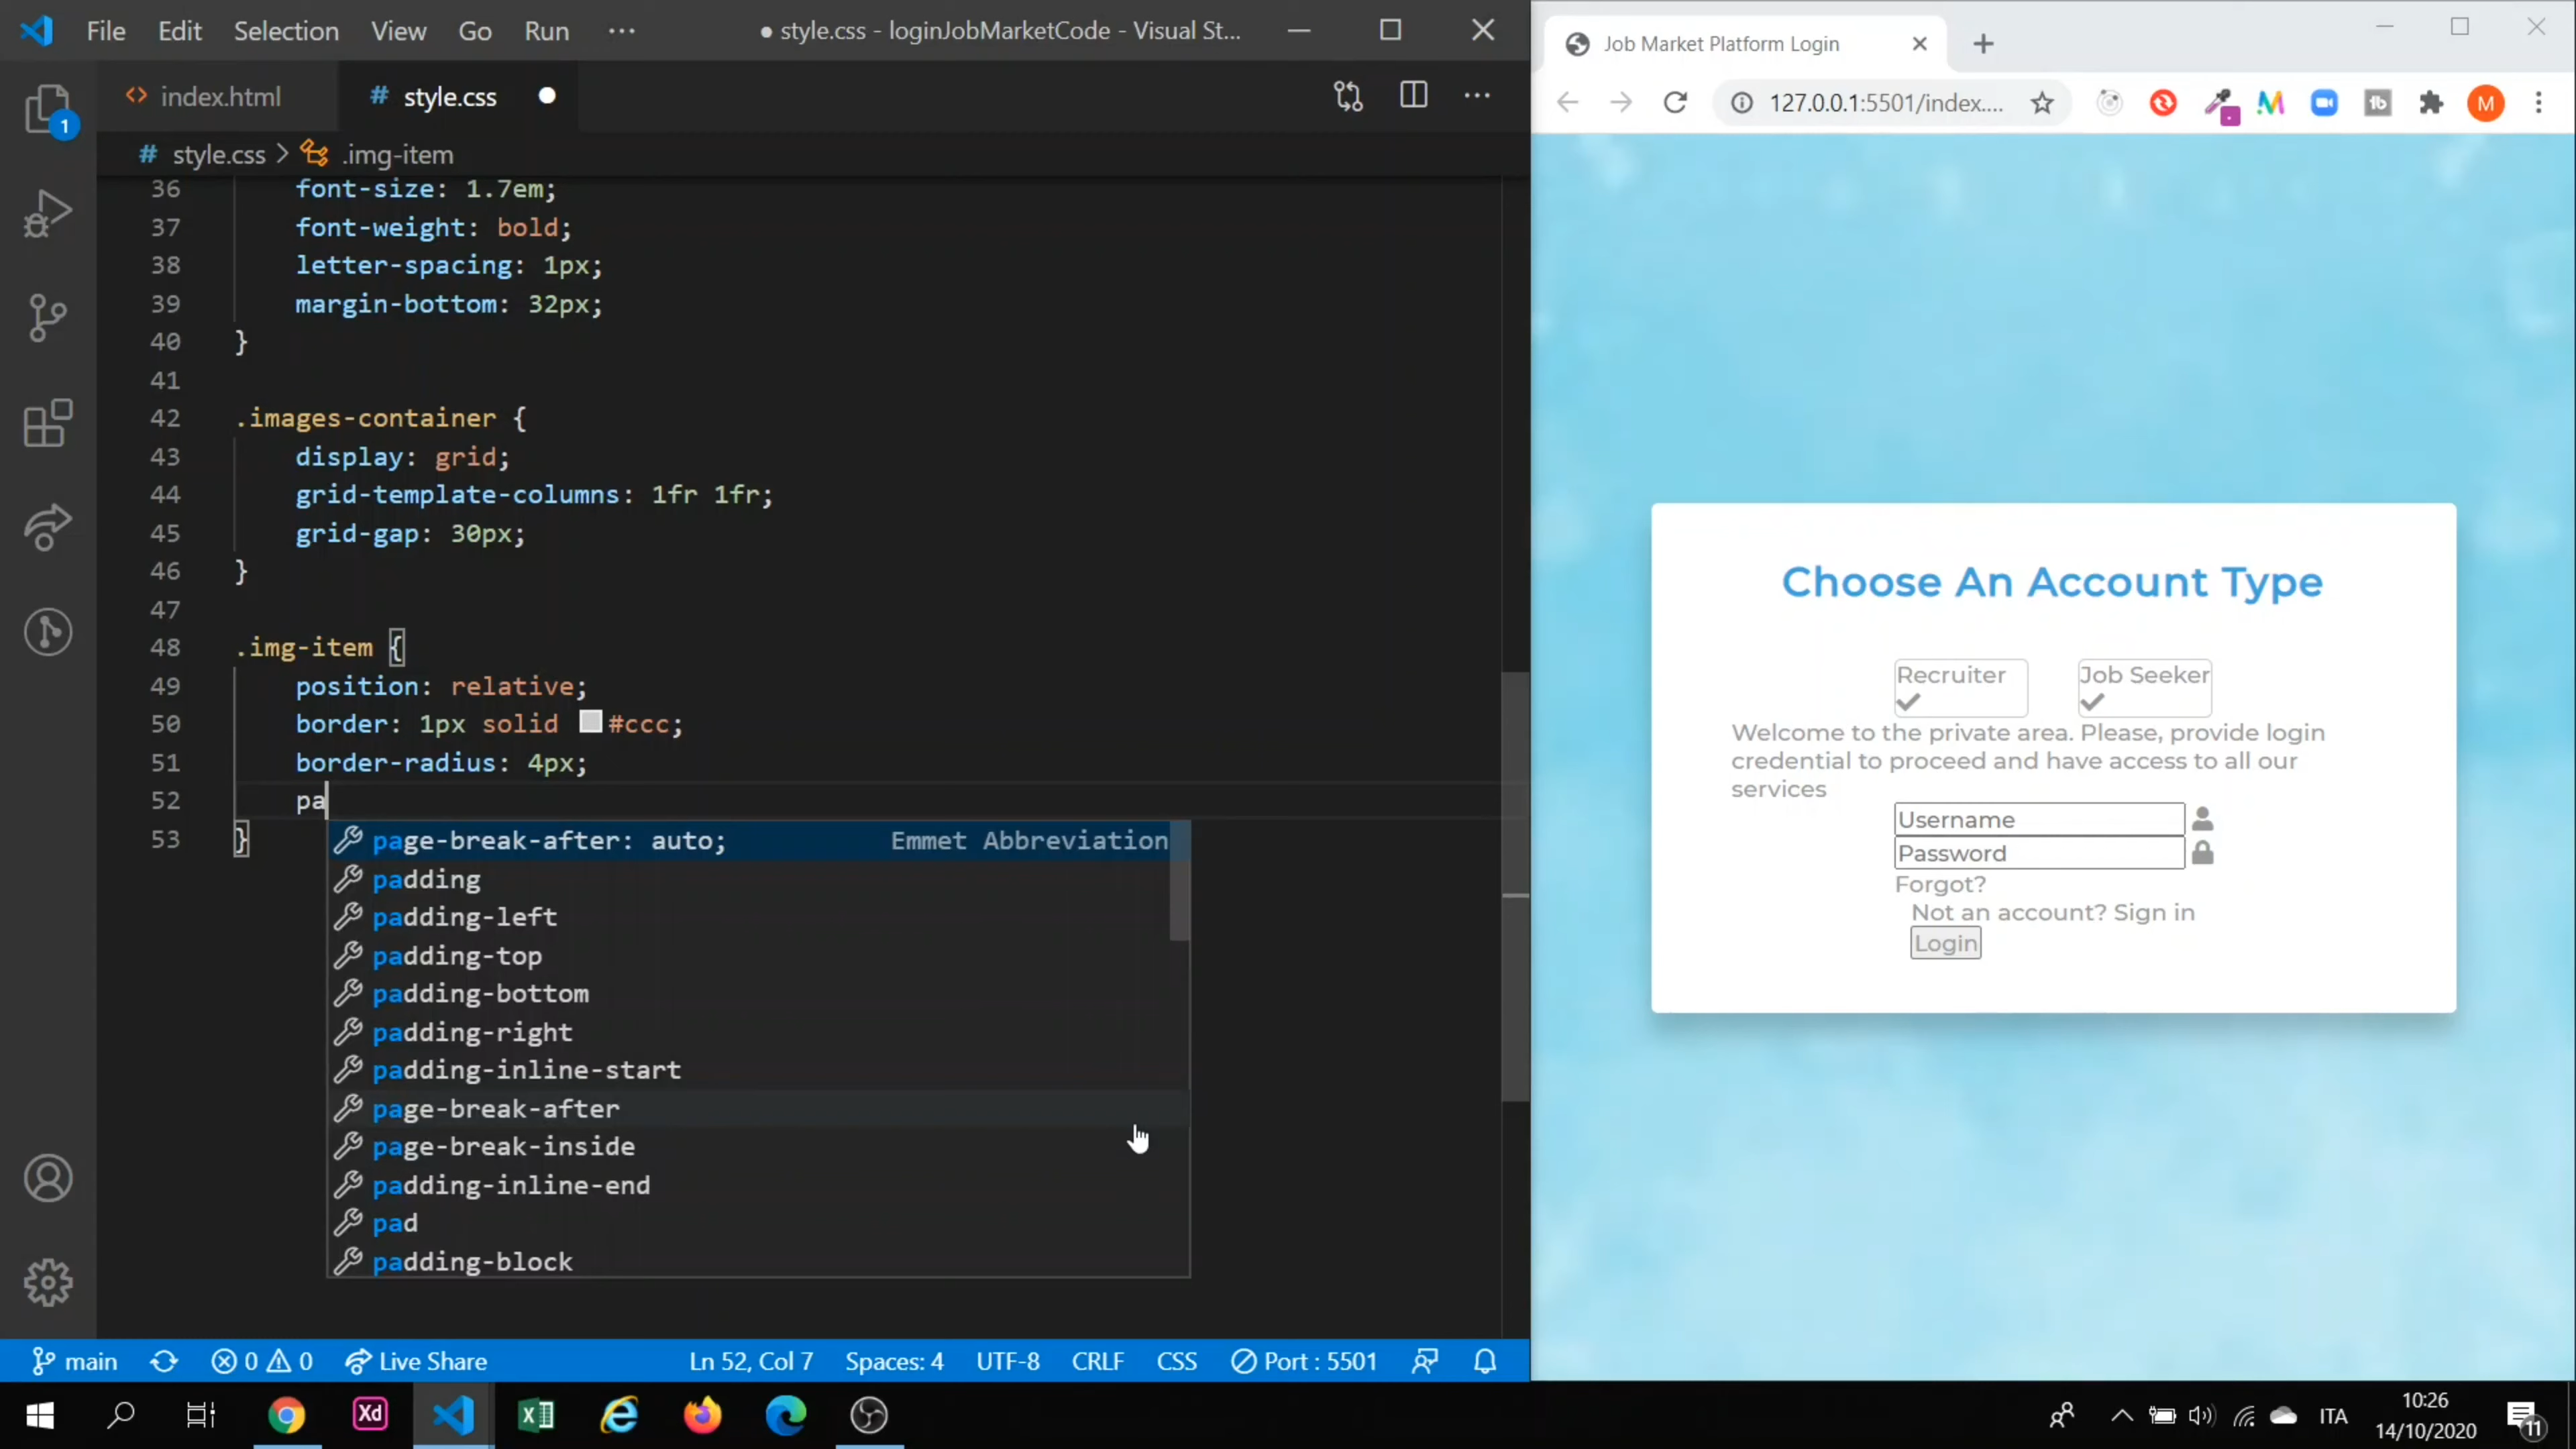 File Edit Selection View Go Run ··· ● style.css - loginJobMarketCode - Visual St...
index.html # style.css
# style.css > .img-item
36 font-size: 1.7em;
37 font-weight: bold;
38 letter-spacing: 1px;
39 margin-bottom: 32px;
40 }
41
42 .images-container {
43 display: grid;
44 grid-template-columns: 1fr 1fr;
45 grid-gap: 30px;
46 }
47
48 .img-item {
49 position: relative;
50 border: 1px solid #ccc;
51 border-radius: 4px;
52 pa
53 }
page-break-after: auto; Emmet Abbreviation
padding
padding-left
padding-top
padding-bottom
padding-right
padding-inline-start
page-break-after
page-break-inside
padding-inline-end
pad
padding-block
1
main 0 0 Live Share Ln 52, Col 7 Spaces: 4 UTF-8 CRLF CSS Port : 5501
Job Market Platform Login
127.0.0.1:5501/index....
M
Choose An Account Type
Recruiter Job Seeker
Welcome to the private area. Please, provide login
credential to proceed and have access to all our
services
Username
Password
Forgot?
Not an account? Sign in
Login
Xd
ITA
10:26
14/10/2020
11